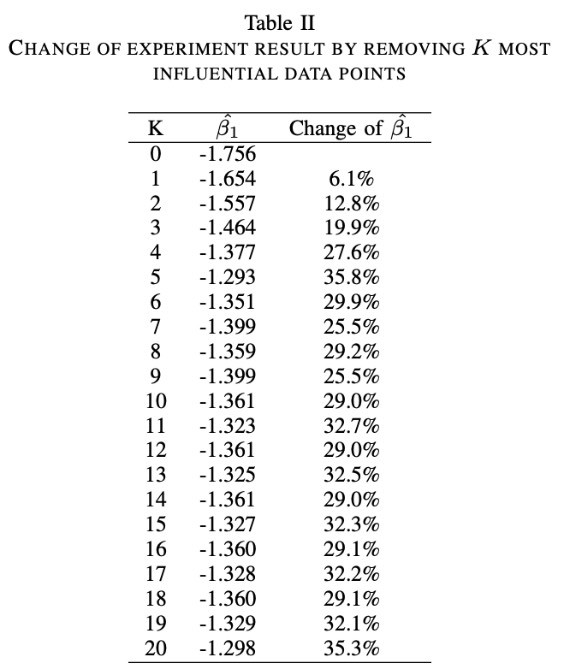 Table II
CHANGE OF EXPERIMENT RESULT BY REMOVING K MOST
INFLUENTIAL DATA POINTS
K β̂1 Change of β̂1
0 -1.756
1 -1.654 6.1%
2 -1.557 12.8%
3 -1.464 19.9%
4 -1.377 27.6%
5 -1.293 35.8%
6 -1.351 29.9%
7 -1.399 25.5%
8 -1.359 29.2%
9 -1.399 25.5%
10 -1.361 29.0%
11 -1.323 32.7%
12 -1.361 29.0%
13 -1.325 32.5%
14 -1.361 29.0%
15 -1.327 32.3%
16 -1.360 29.1%
17 -1.328 32.2%
18 -1.360 29.1%
19 -1.329 32.1%
20 -1.298 35.3%